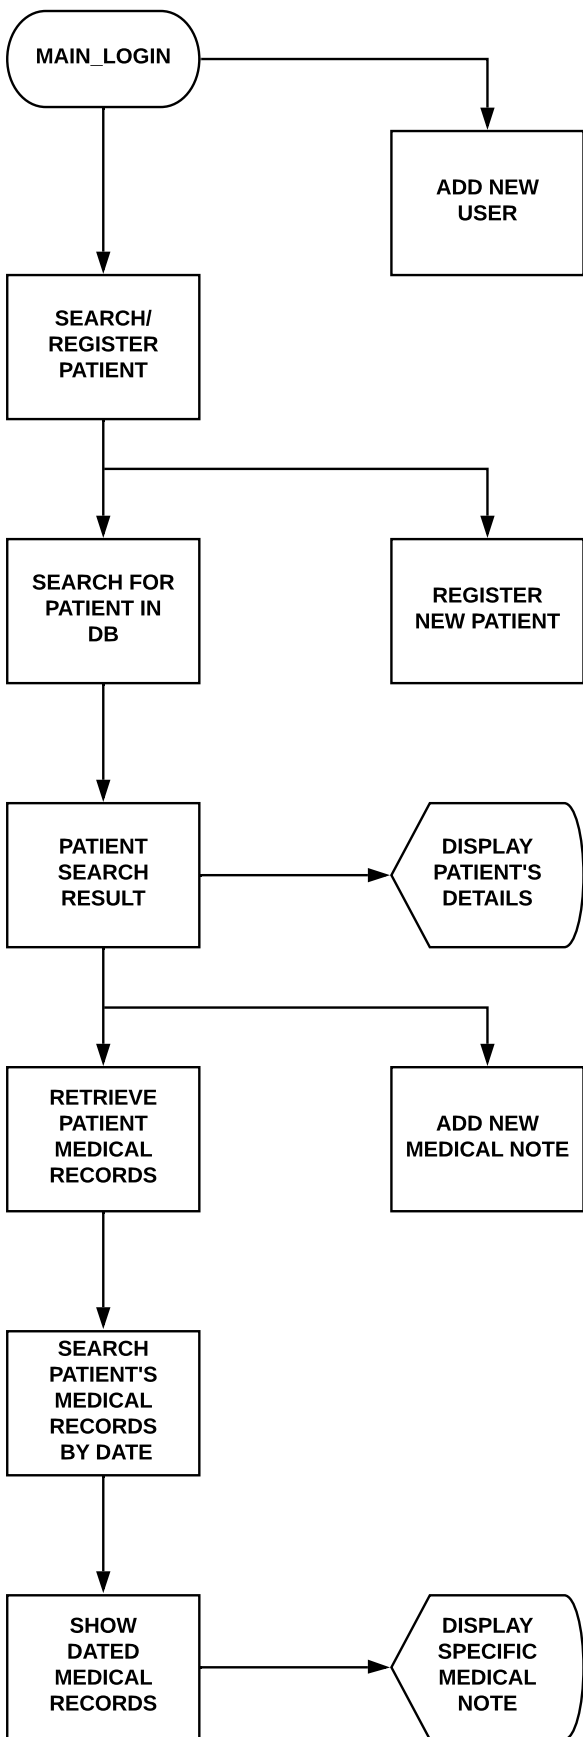 MAIN_LOGIN
ADD NEW
USER
SEARCH/
REGISTER
PATIENT
SEARCH FOR
PATIENT IN
DB
REGISTER
NEW PATIENT
PATIENT
SEARCH
RESULT
DISPLAY
PATIENT'S
DETAILS
RETRIEVE
PATIENT
MEDICAL
RECORDS
ADD NEW
MEDICAL NOTE
SEARCH
PATIENT'S
MEDICAL
RECORDS
BY DATE
SHOW
DATED
MEDICAL
RECORDS
DISPLAY
SPECIFIC
MEDICAL
NOTE